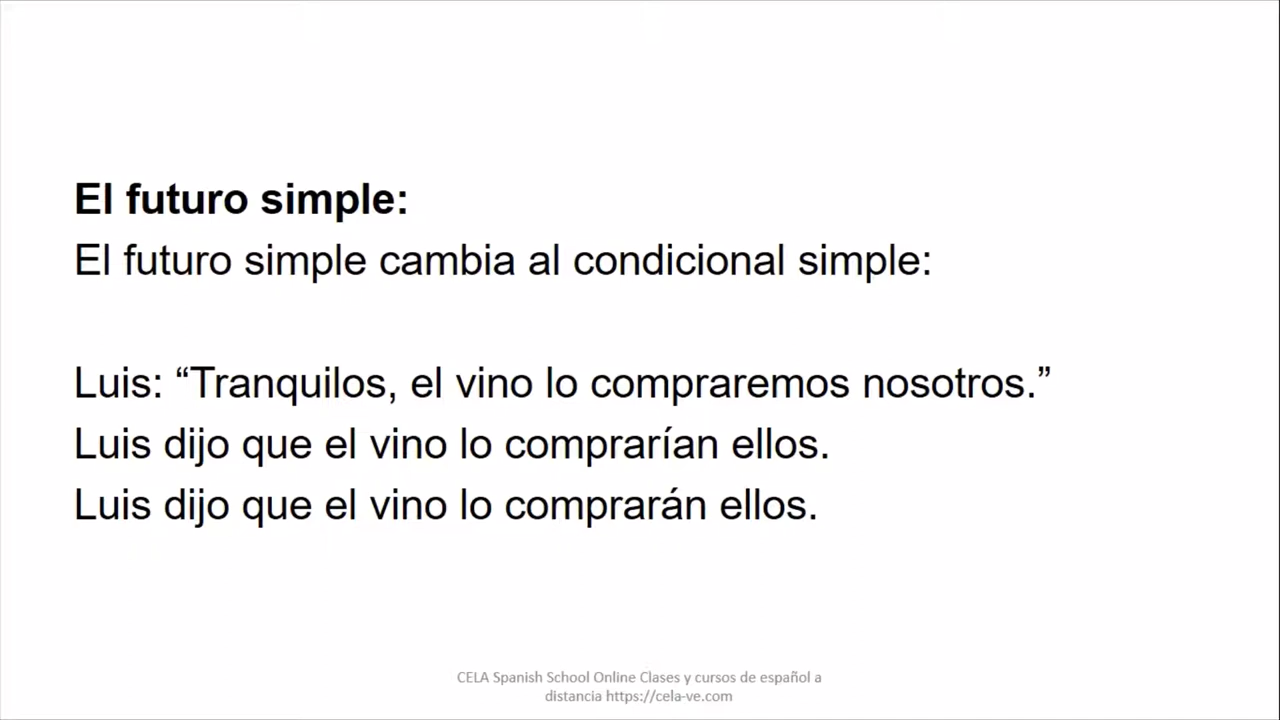 El futuro simple:
El futuro simple cambia al condicional simple:
Luis: “Tranquilos, el vino lo compraremos nosotros.”
Luis dijo que el vino lo comprarían ellos.
Luis dijo que el vino lo comprarán ellos.
CELA Spanish School Online Clases y cursos de español a
distancia https://cela-ve.com